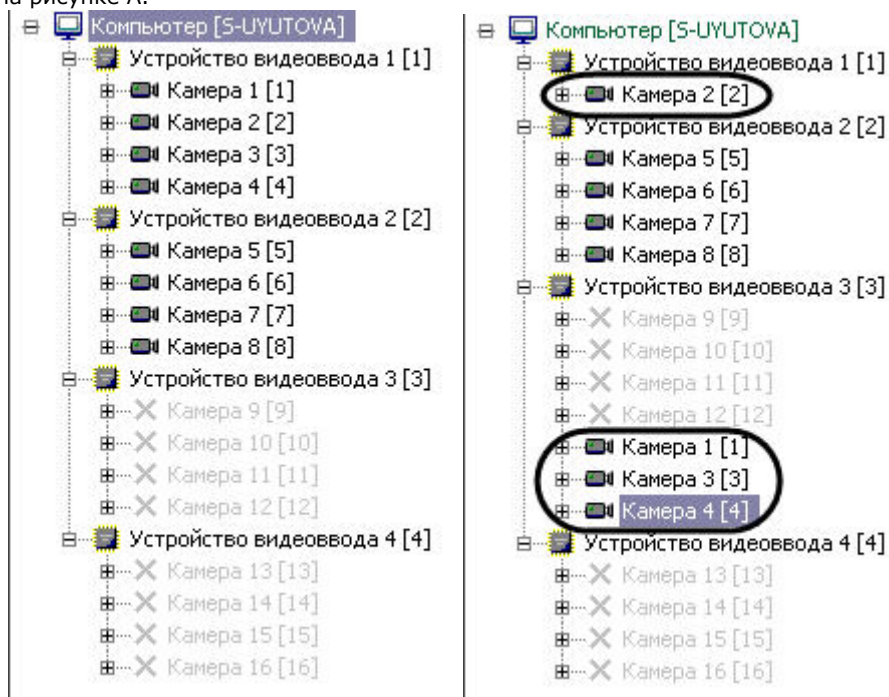 на рисунке А.
Компьютер [S-UYUTOVA]
Устройство видеоввода 1 [1]
Камера 1 [1]
Камера 2 [2]
Камера 3 [3]
Камера 4 [4]
Устройство видеоввода 2 [2]
Камера 5 [5]
Камера 6 [6]
Камера 7 [7]
Камера 8 [8]
Устройство видеоввода 3 [3]
Камера 9 [9]
Камера 10 [10]
Камера 11 [11]
Камера 12 [12]
Устройство видеоввода 4 [4]
Камера 13 [13]
Камера 14 [14]
Камера 15 [15]
Камера 16 [16]
Компьютер [S-UYUTOVA]
Устройство видеоввода 1 [1]
Камера 2 [2]
Устройство видеоввода 2 [2]
Камера 5 [5]
Камера 6 [6]
Камера 7 [7]
Камера 8 [8]
Устройство видеоввода 3 [3]
Камера 9 [9]
Камера 10 [10]
Камера 11 [11]
Камера 12 [12]
Камера 1 [1]
Камера 3 [3]
Камера 4 [4]
Устройство видеоввода 4 [4]
Камера 13 [13]
Камера 14 [14]
Камера 15 [15]
Камера 16 [16]